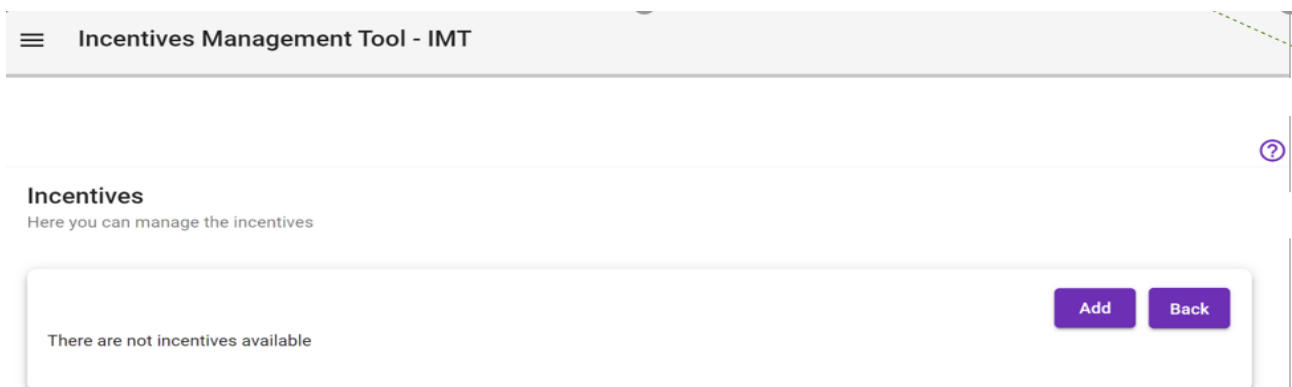 Incentives Management Tool - IMT
?
Incentives
Here you can manage the incentives
Add Back
There are not incentives available